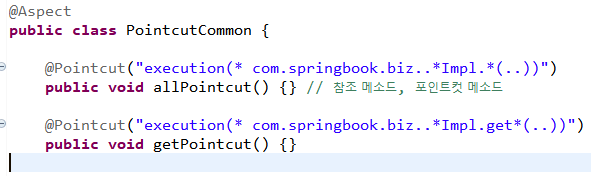 @Aspect
public class PointcutCommon {
@Pointcut("execution(* com.springbook.biz..*Impl.*(..))")
public void allPointcut() {} // 참조 메소드, 포인트컷 메소드
@Pointcut("execution(* com.springbook.biz..*Impl.get*(..))")
public void getPointcut() {}